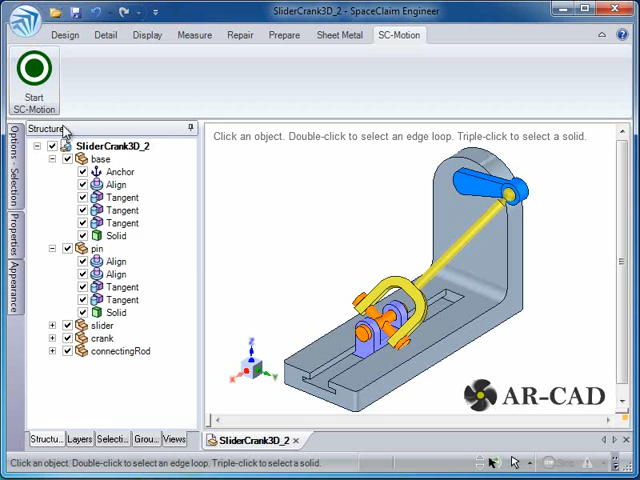 SliderCrank3D_2 - SpaceClaim Engineer
Design Detail Display Measure Repair Prepare Sheet Metal SC-Motion
Start
SC-Motion
Structure
Options - Selection
Properties
Appearance
SliderCrank3D_2
base
Anchor
Align
Tangent
Tangent
Tangent
Solid
pin
Align
Align
Tangent
Tangent
Solid
slider
crank
connectingRod
Click an object. Double-click to select an edge loop. Triple-click to select a solid.
Z
X
Y
AR-CAD
Structu... Layers Selecti... Grou... Views
SliderCrank3D_2
Click an object. Double-click to select an edge loop. Triple-click to select a solid.